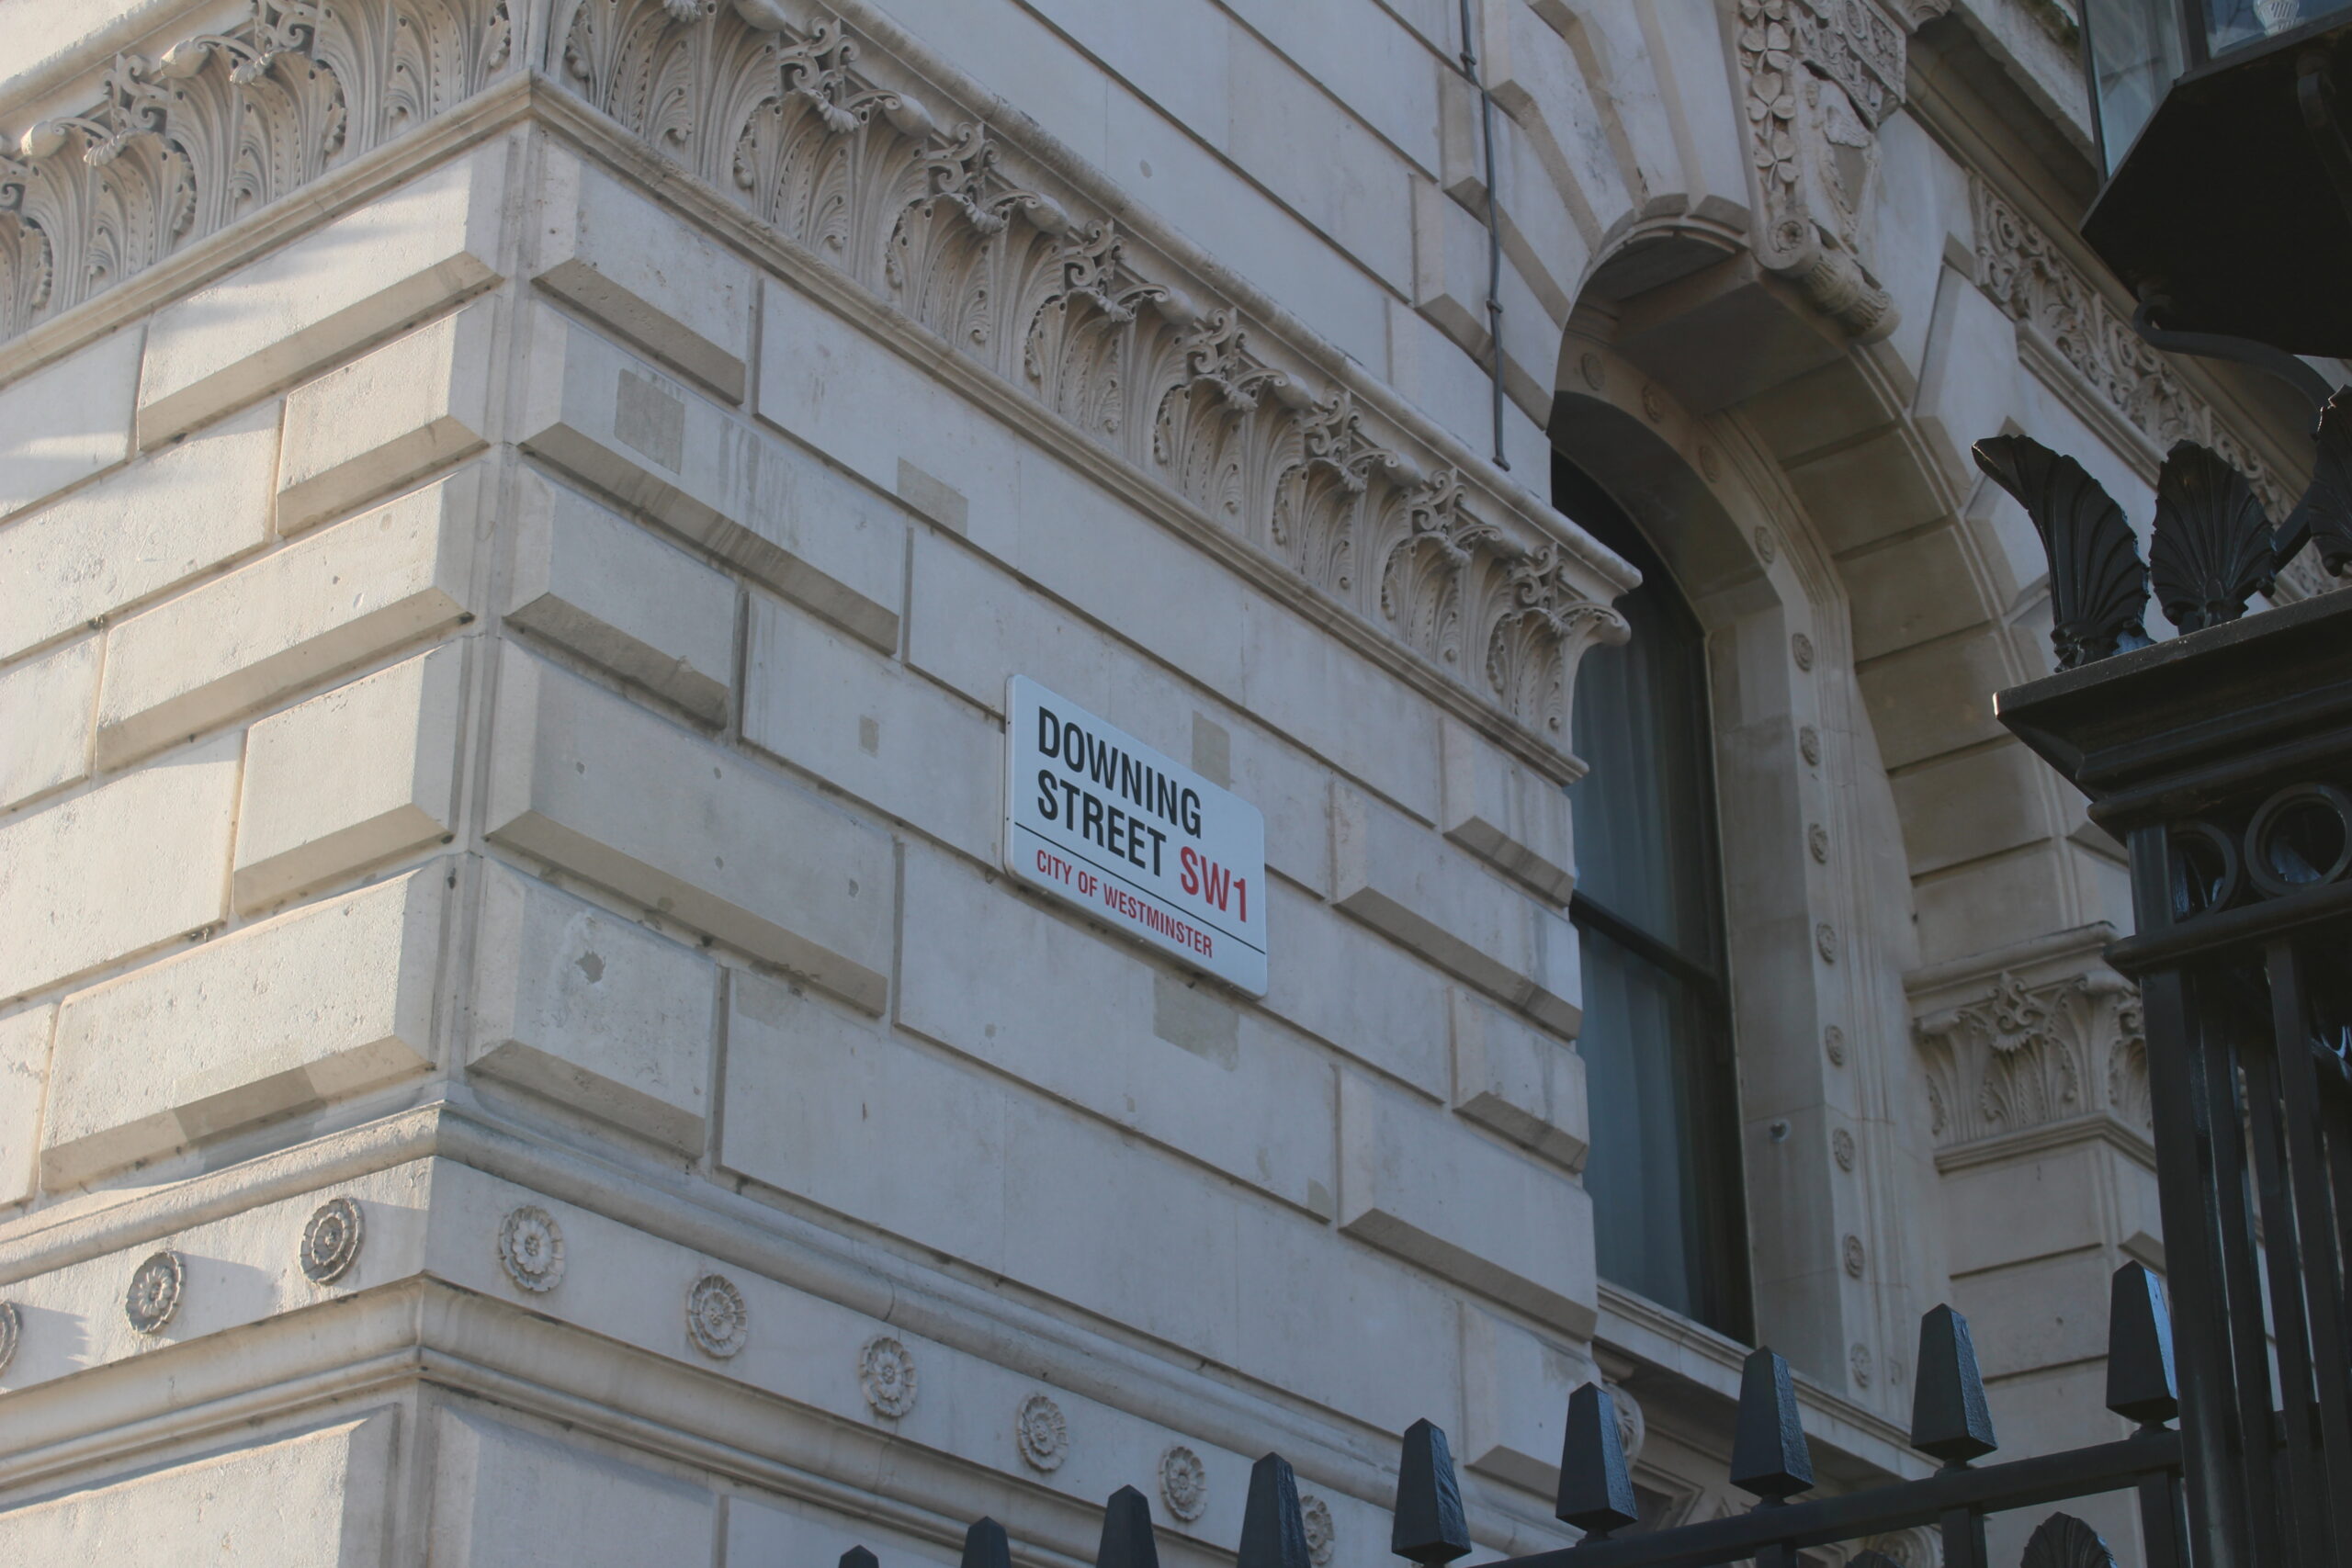 DOWNING
STREET SW1
CITY OF WESTMINSTER